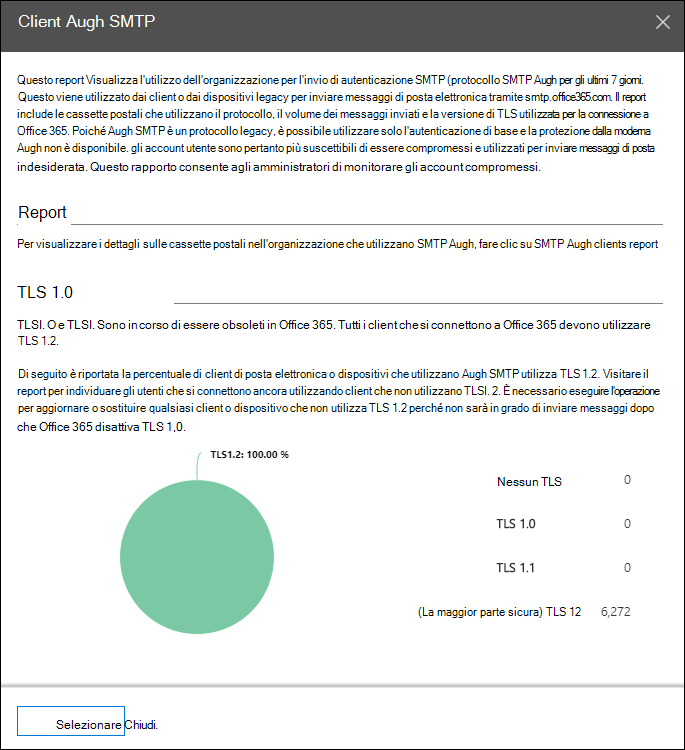 Client Augh SMTP
Questo report Visualizza l'utilizzo dell'organizzazione per l'invio di autenticazione SMTP (protocollo SMTP Augh per gli ultimi 7 giorni.
Questo viene utilizzato dai client o dai dispositivi legacy per inviare messaggi di posta elettronica tramite smtp.office365.com. Il report
include le cassette postali che utilizzano il protocollo, il volume dei messaggi inviati e la versione di TLS utilizzata per la connessione a
Office 365. Poiché Augh SMTP è un protocollo legacy, è possibile utilizzare solo l'autenticazione di base e la protezione dalla moderna
Augh non è disponibile. gli account utente sono pertanto più suscettibili di essere compromessi e utilizzati per inviare messaggi di posta
indesiderata. Questo rapporto consente agli amministratori di monitorare gli account compromessi.
Report
Per visualizzare i dettagli sulle cassette postali nell'organizzazione che utilizzano SMTP Augh, fare clic su SMTP Augh clients report
TLS 1.0
TLSI. O e TLSI. Sono in corso di essere obsoleti in Office 365. Tutti i client che si connettono a Office 365 devono utilizzare
TLS 1.2.
Di seguito è riportata la percentuale di client di posta elettronica o dispositivi che utilizzano Augh SMTP utilizza TLS 1.2. Visitare il
report per individuare gli utenti che si connettono ancora utilizzando client che non utilizzano TLSI. 2. È necessario eseguire l'operazione
per aggiornare o sostituire qualsiasi client o dispositivo che non utilizza TLS 1.2 perché non sarà in grado di inviare messaggi dopo
che Office 365 disattiva TLS 1,0.
TLS1.2: 100.00 %
Nessun TLS 0
TLS 1.0 0
TLS 1.1 0
(La maggior parte sicura) TLS 12 6,272
Selezionare Chiudi.